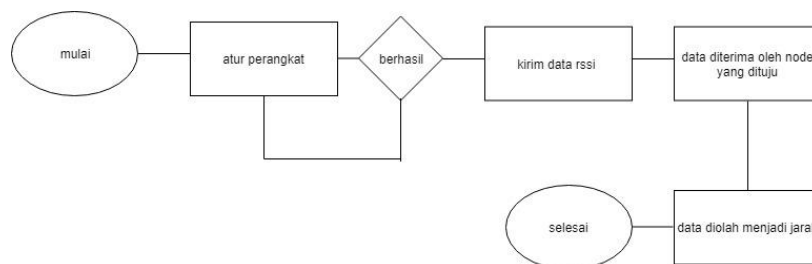 mulai
atur perangkat
berhasil
kirim data rssi
data diterima oleh node
yang dituju
selesai
data diolah menjadi jarak